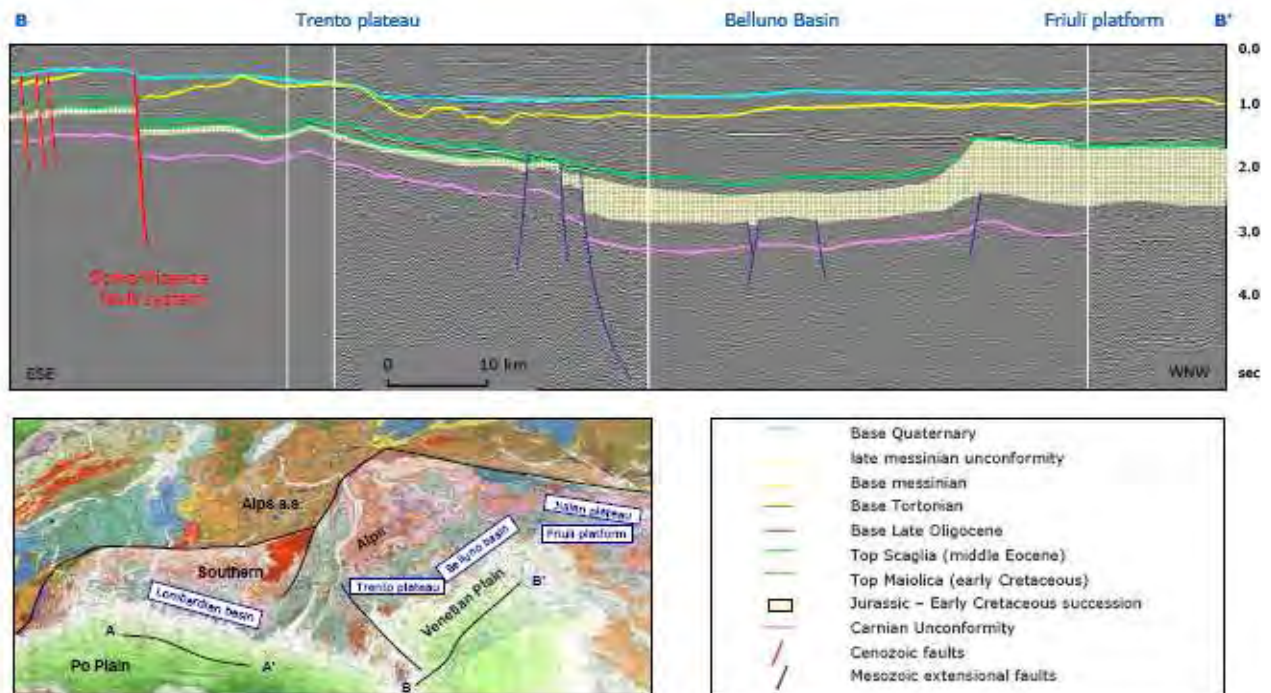 B Trento plateau Belluno Basin Friuli platform B'
0.0
1.0
2.0
3.0
4.0
sec
fault system
0 10 km
ESE
WNW
Alps s.s.
Southern
Alps
Lombardian basin
Trento plateau
Belluno basin
Julian plateau
Friuli platform
Venetian Plain
Po Plain
A
A'
B
B'
Base Quaternary
late messinian unconformity
Base messinian
Base Tortonian
Base Late Oligocene
Top Scaglia (middle Eocene)
Top Maiolica (early Cretaceous)
Jurassic – Early Cretaceous succession
Carnian Unconformity
Cenozoic faults
Mesozoic extensional faults